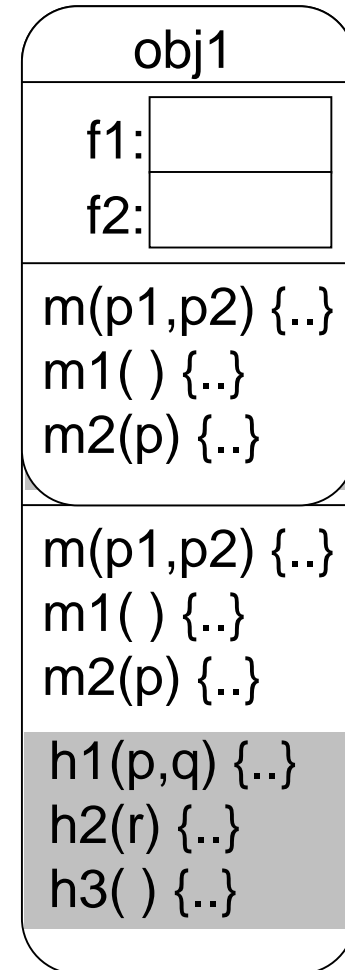 obj1
f1:
f2:
m(p1,p2) {..}
m1( ) {..}
m2(p) {..}
m(p1,p2) {..}
m1( ) {..}
m2(p) {..}
h1(p,q) {..}
h2(r) {..}
h3( ) {..}